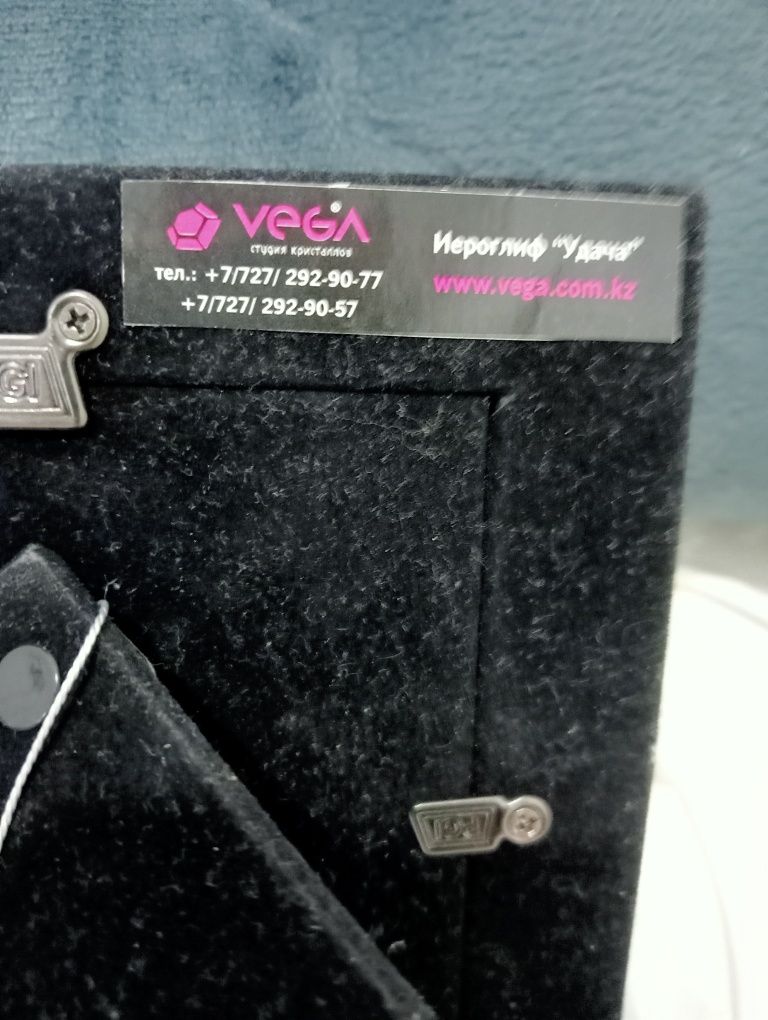 VEGA®
студия кристаллов
тел.: +7/727/ 292-90-77
+7/727/ 292-90-57
Иероглиф “Удача”
www.vega.com.kz
GI